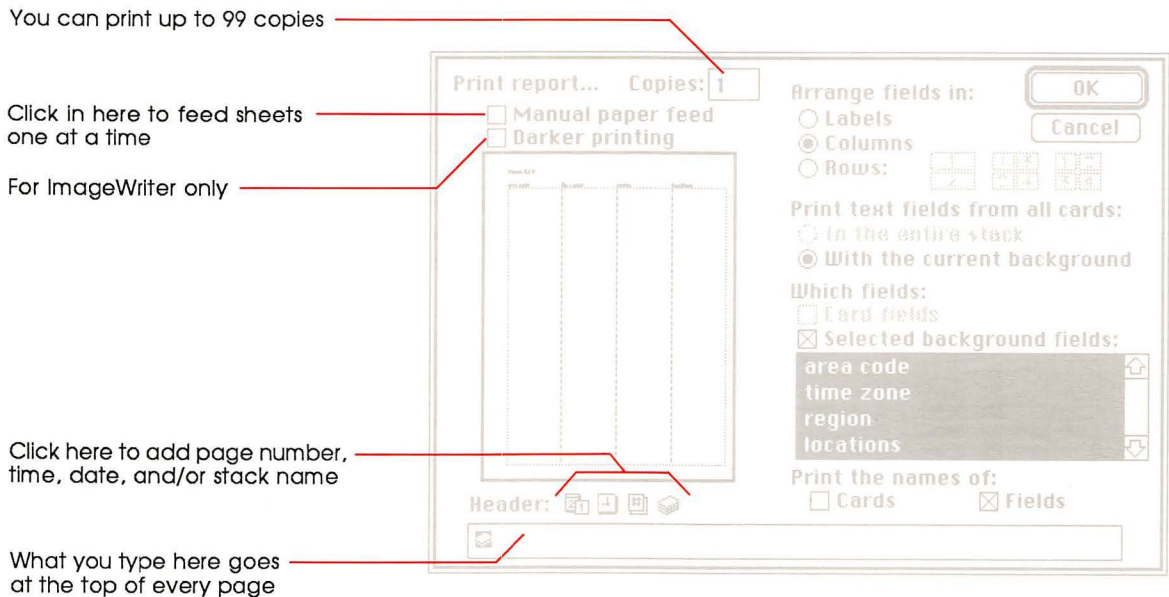 You can print up to 99 copies
Click in here to feed sheets
one at a time
For ImageWriter only
Click here to add page number,
time, date, and/or stack name
What you type here goes
at the top of every page
Print report... Copies: 1
Manual paper feed
Darker printing
Header:
Arrange fields in:
Labels
Columns
Rows:
OK
Cancel
Print text fields from all cards:
In the entire stack
With the current background
Which fields:
Card fields
Selected background fields:
area code
time zone
region
locations
Print the names of:
Cards Fields